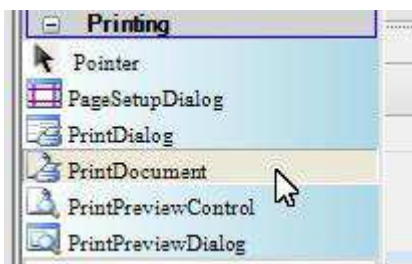 Printing
Pointer
PageSetupDialog
PrintDialog
PrintDocument
PrintPreviewControl
PrintPreviewDialog